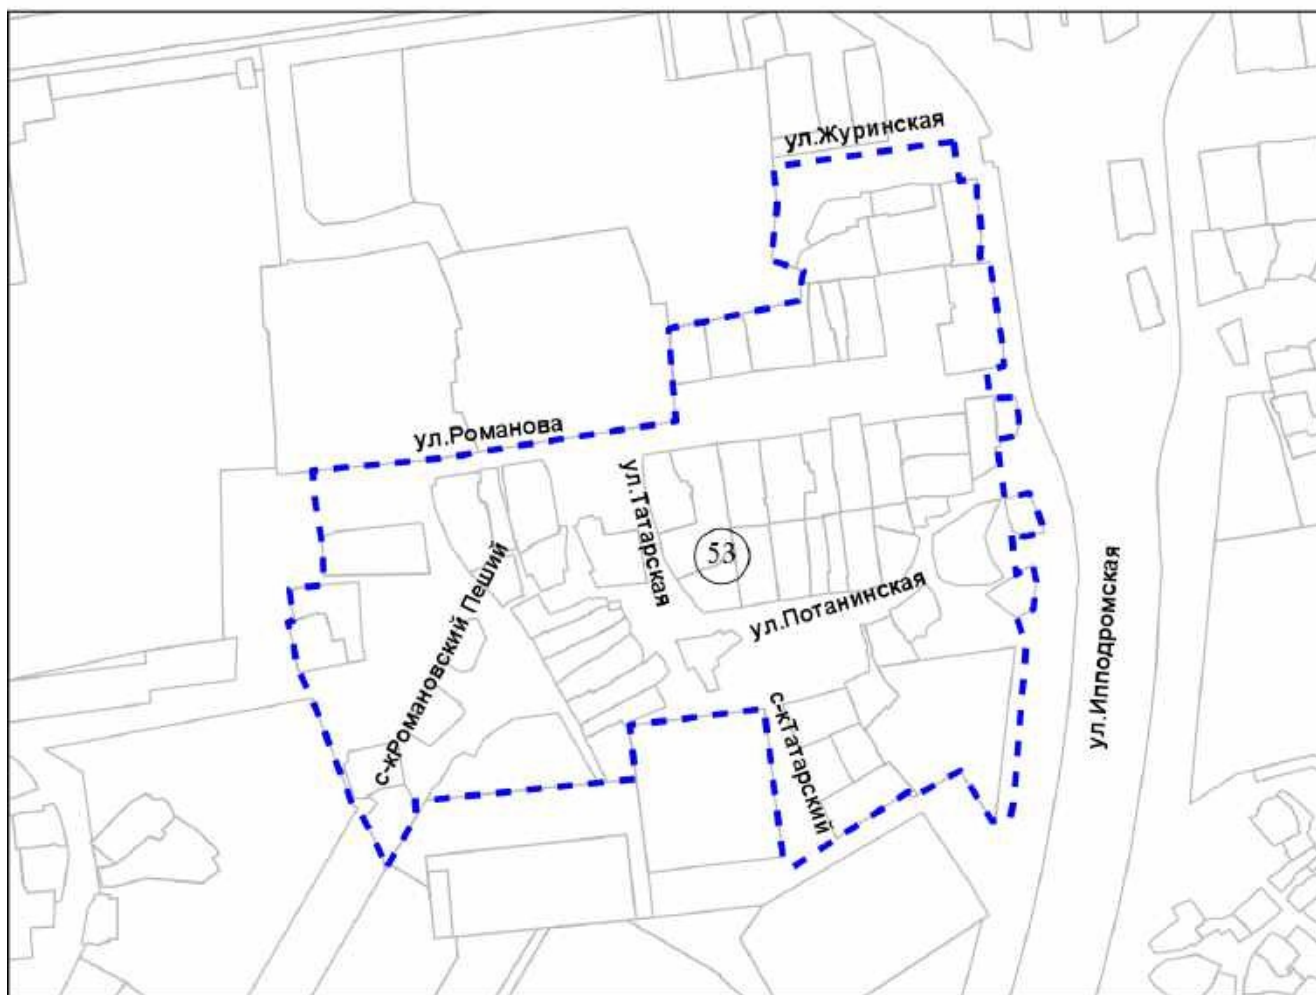 ул.Журинская
ул.Романова
ул.Татарская
53
с-кРомановский Пеший
ул.Потанинская
ул.Ипподромская
с-кТатарский